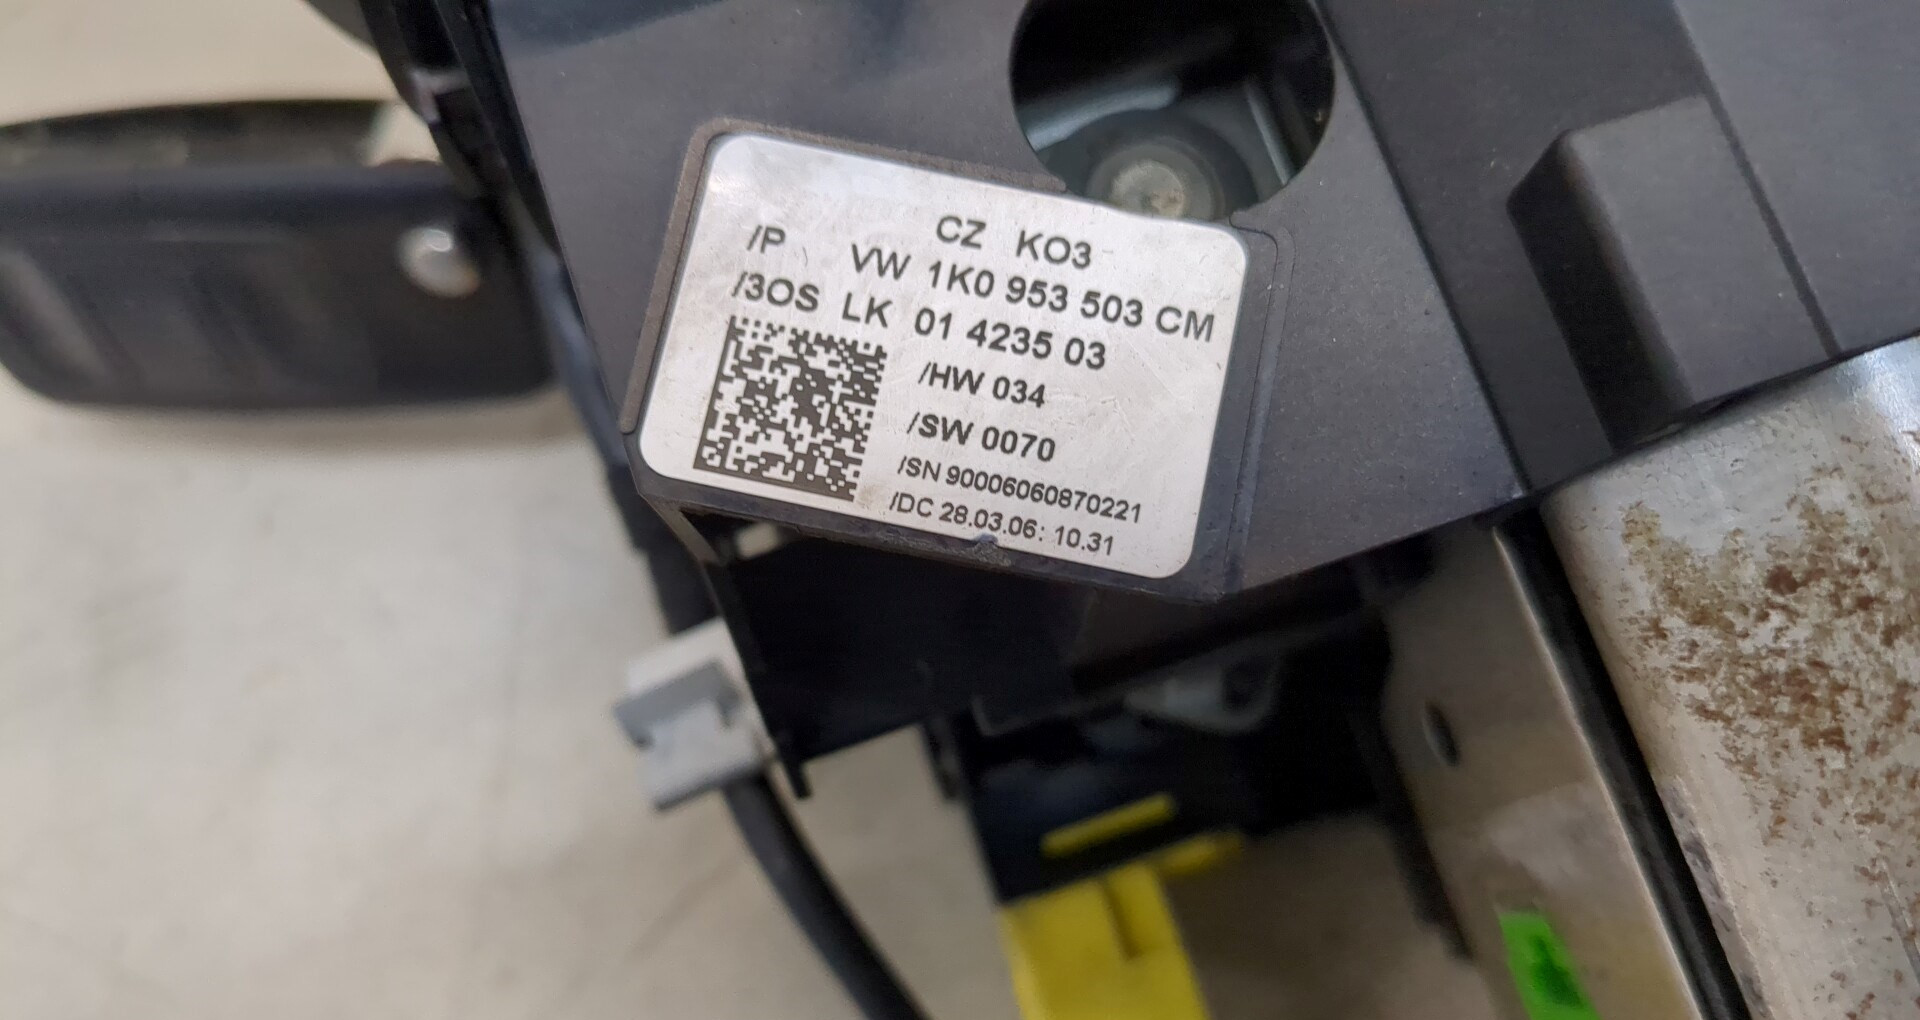 CZ KO3
/P VW 1K0 953 503 CM
/3OS LK 01 4235 03
/HW 034
/SW 0070
/SN 90006060870221
/DC 28.03.06: 10.31